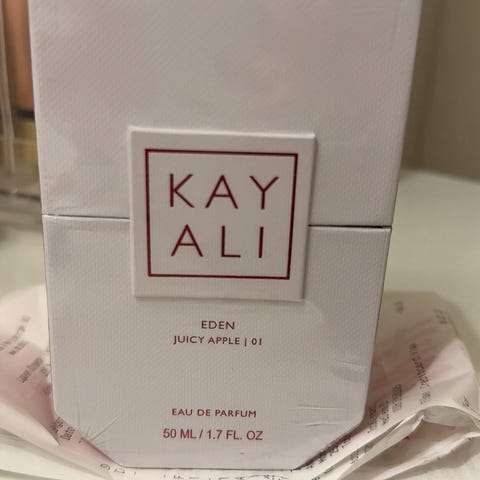 KAY
ALI
EDEN
JUICY APPLE | 01
EAU DE PARFUM
50 ML / 1.7 FL. OZ